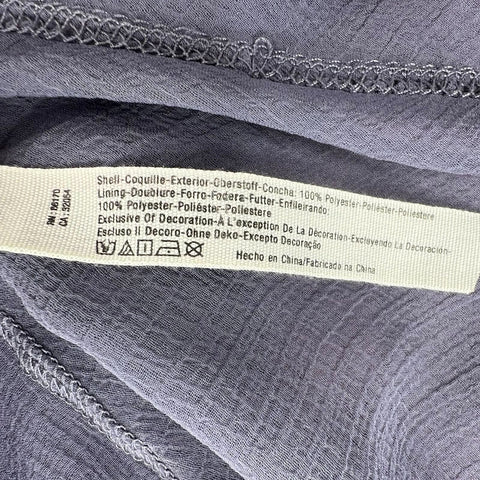 Shell-Coquille-Exterior-Oberstoff-Concha: 100% Polyester-Poliéster-Poliestere
Lining-Doublure-Forro-Fodera-Futter-Enfileirando:
100% Polyester-Poliéster-Poliestere
Exclusive Of Decoration-À L'exception De La Décoration-Excluyendo La Decoración-
Escluso Il Decoro-Ohne Deko-Excepto Decoração
Hecho en China/Fabricado na China
CA: